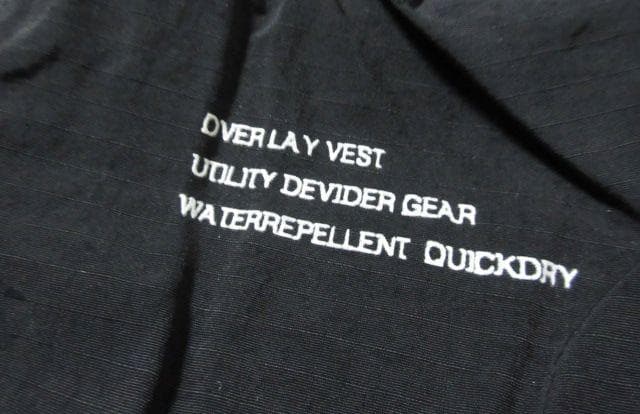 OVERLAY VEST
UTILITY DEVIDER GEAR
WATERREPELLENT QUICKDRY